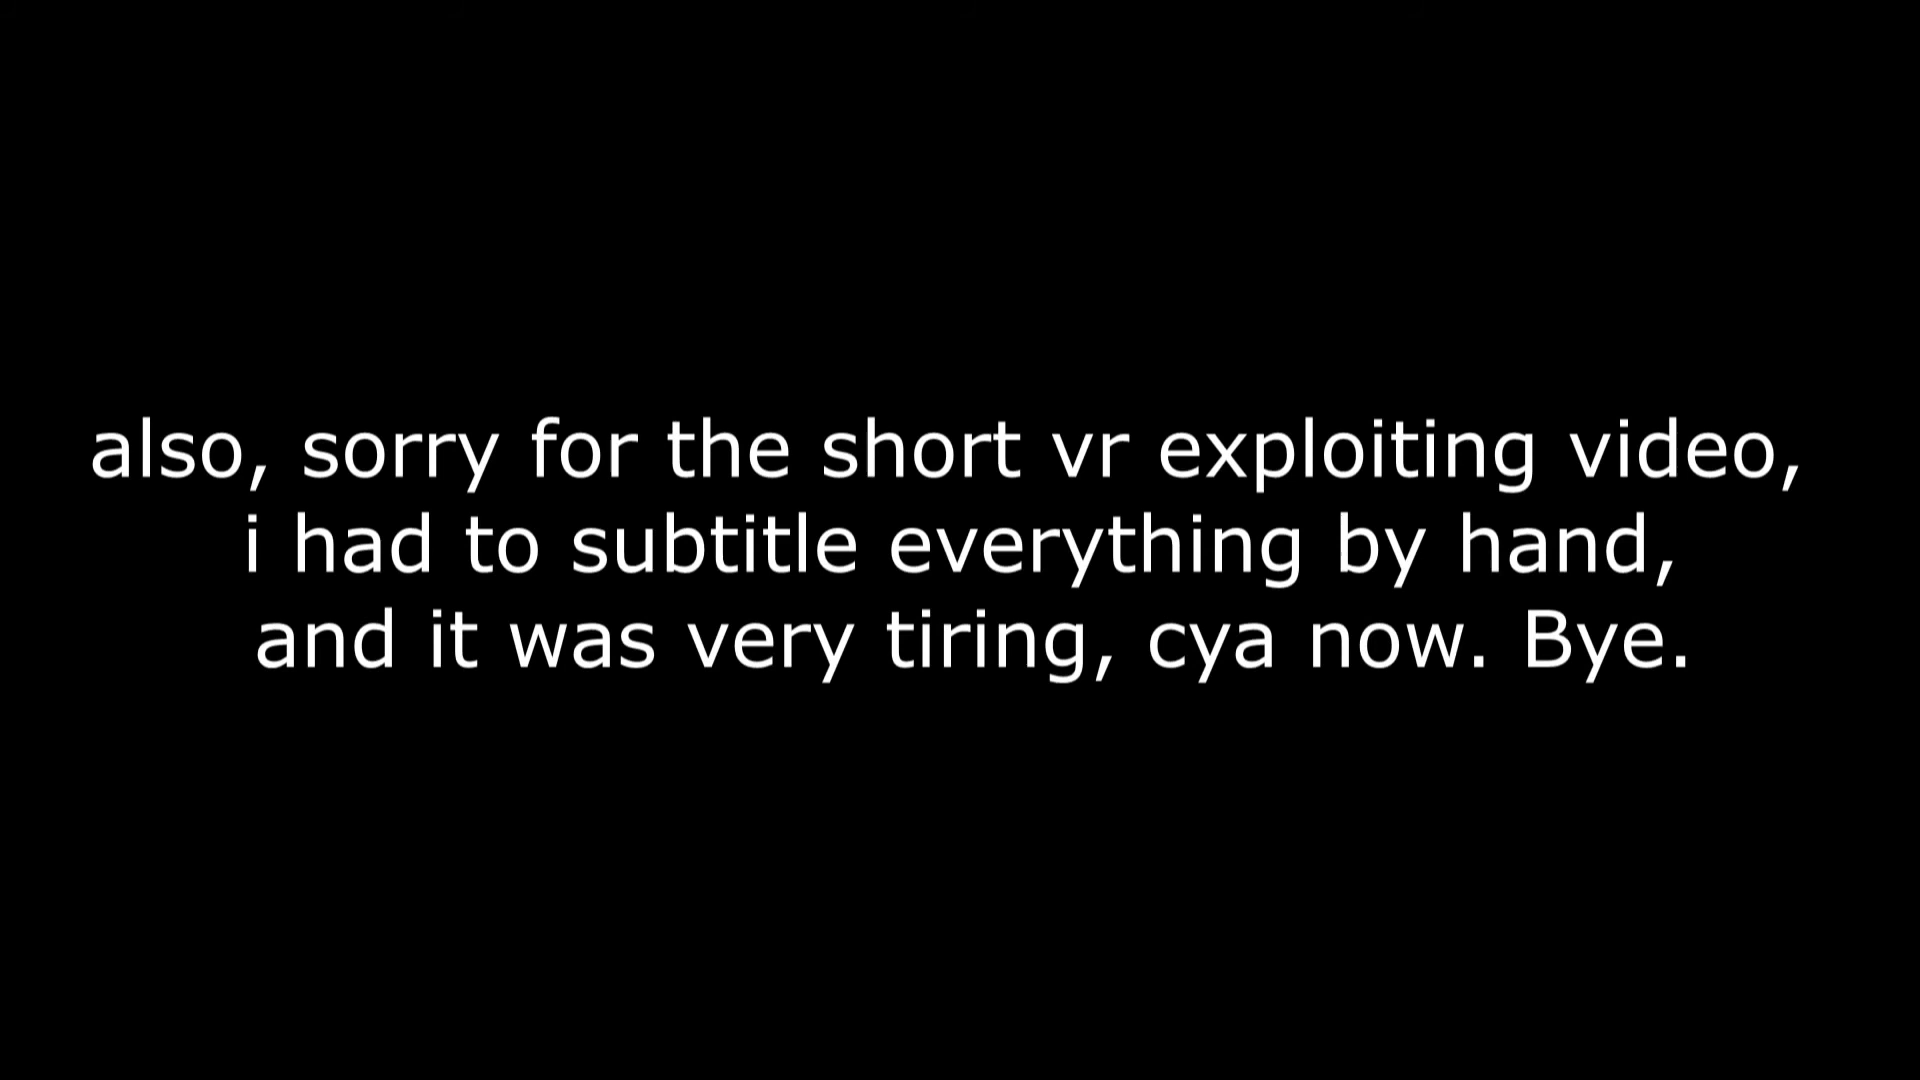 also, sorry for the short vr exploiting video,
i had to subtitle everything by hand,
and it was very tiring, cya now. Bye.